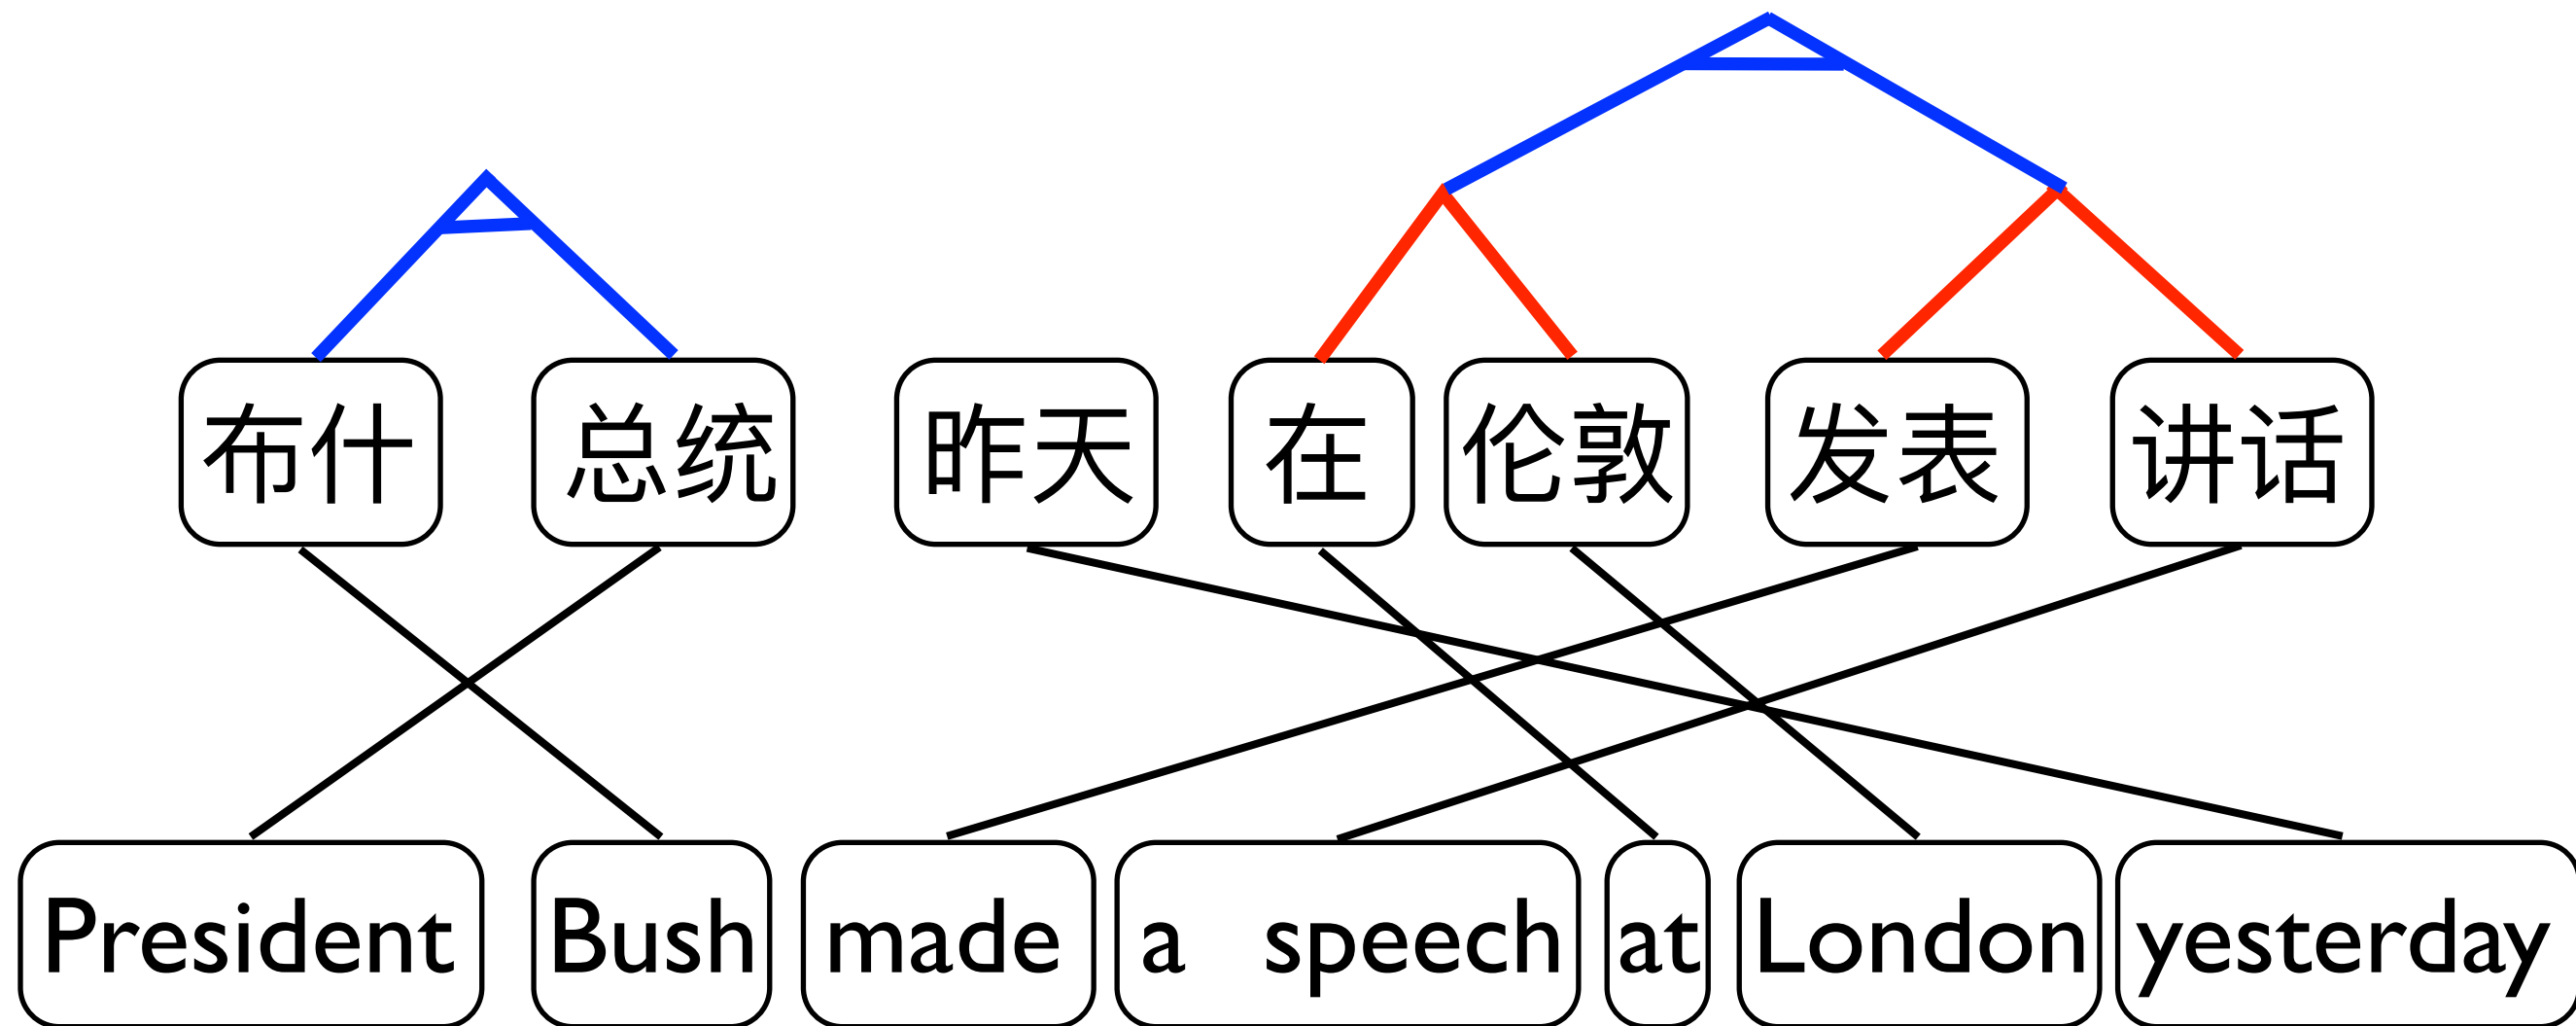 布什 总统 昨天 在 伦敦 发表 讲话
President Bush made a speech at London yesterday